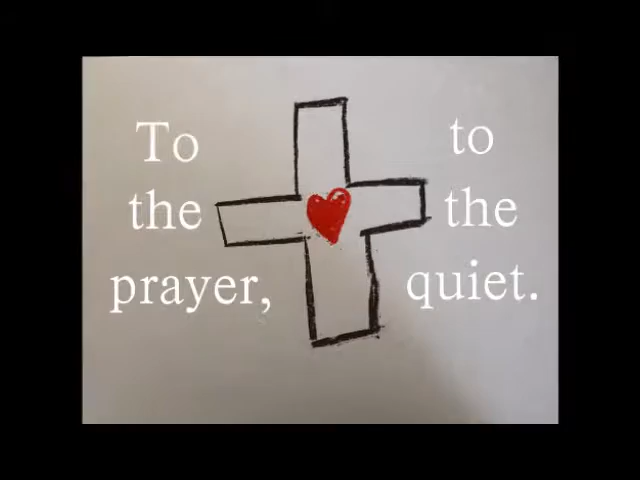 To
the
prayer,
to
the
quiet.